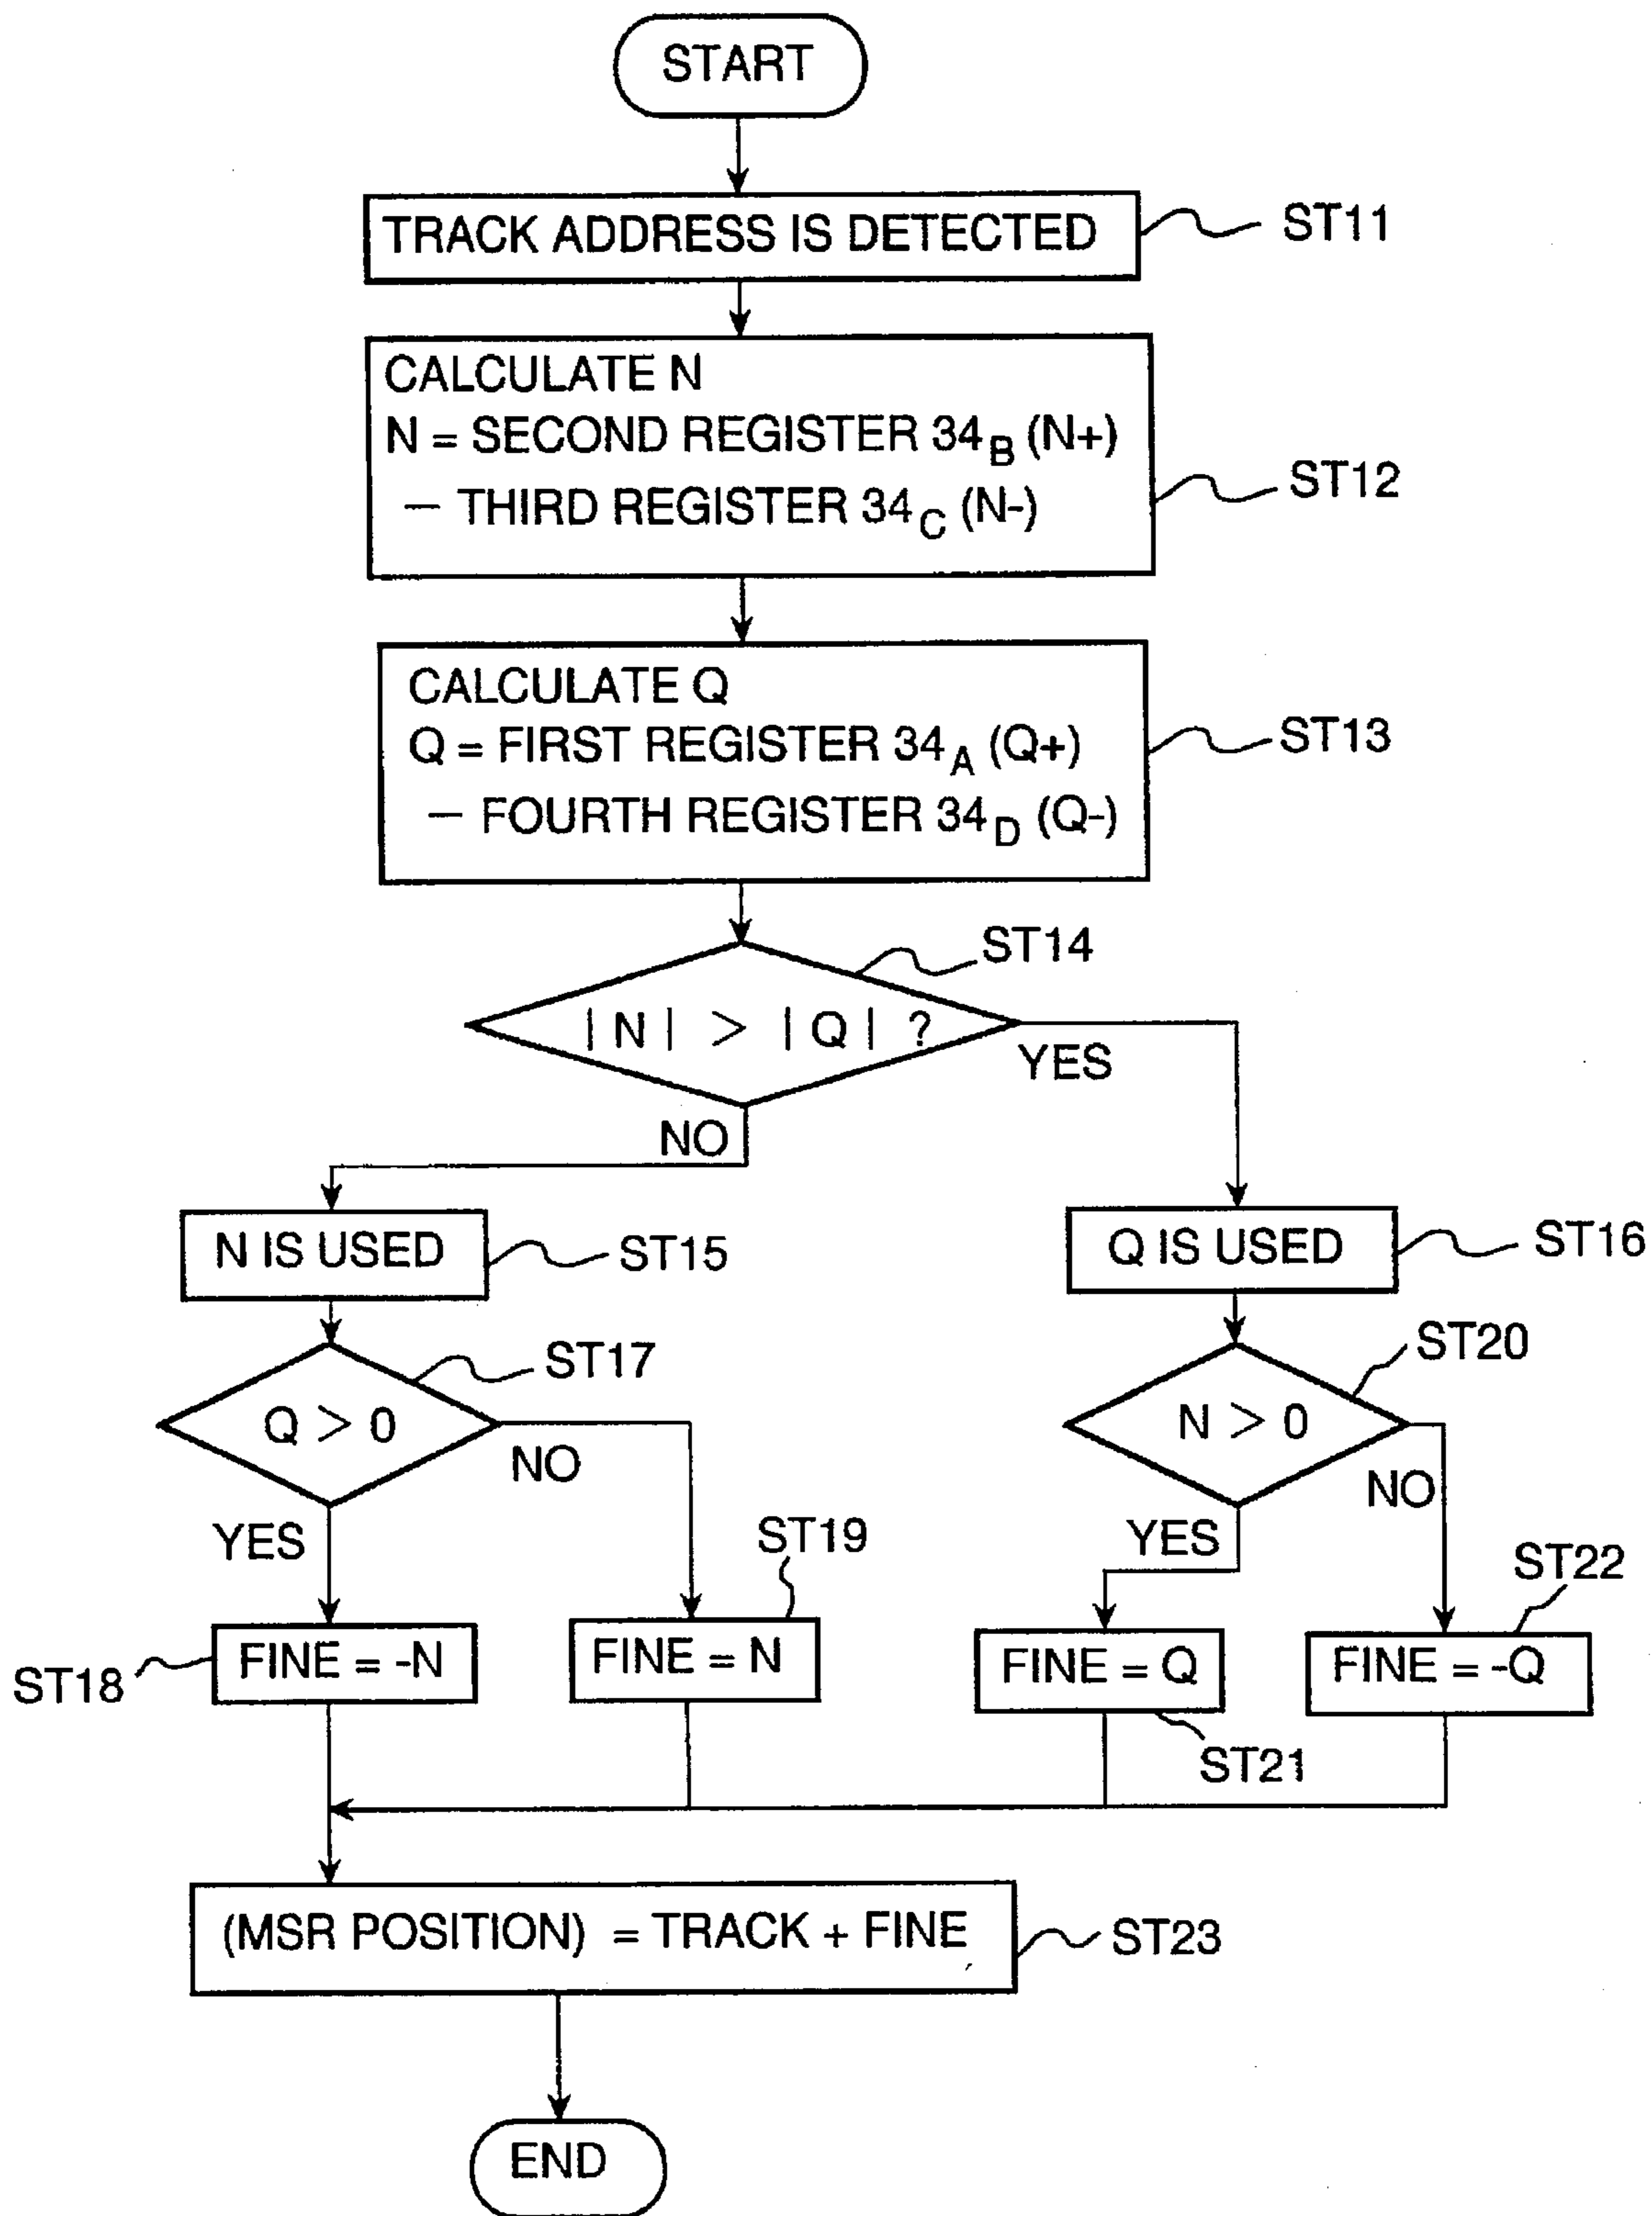 START
TRACK ADDRESS IS DETECTED
ST11
CALCULATE N
N = SECOND REGISTER 34B (N+)
— THIRD REGISTER 34C (N-)
ST12
CALCULATE Q
Q = FIRST REGISTER 34A (Q+)
— FOURTH REGISTER 34D (Q-)
ST13
ST14
| N | > | Q | ?
YES
NO
N IS USED
ST15
Q IS USED
ST16
ST17
Q > 0
NO
YES
ST20
N > 0
NO
YES
ST19
ST22
ST18
FINE = -N
FINE = N
FINE = Q
FINE = -Q
ST21
(MSR POSITION) = TRACK + FINE
ST23
END